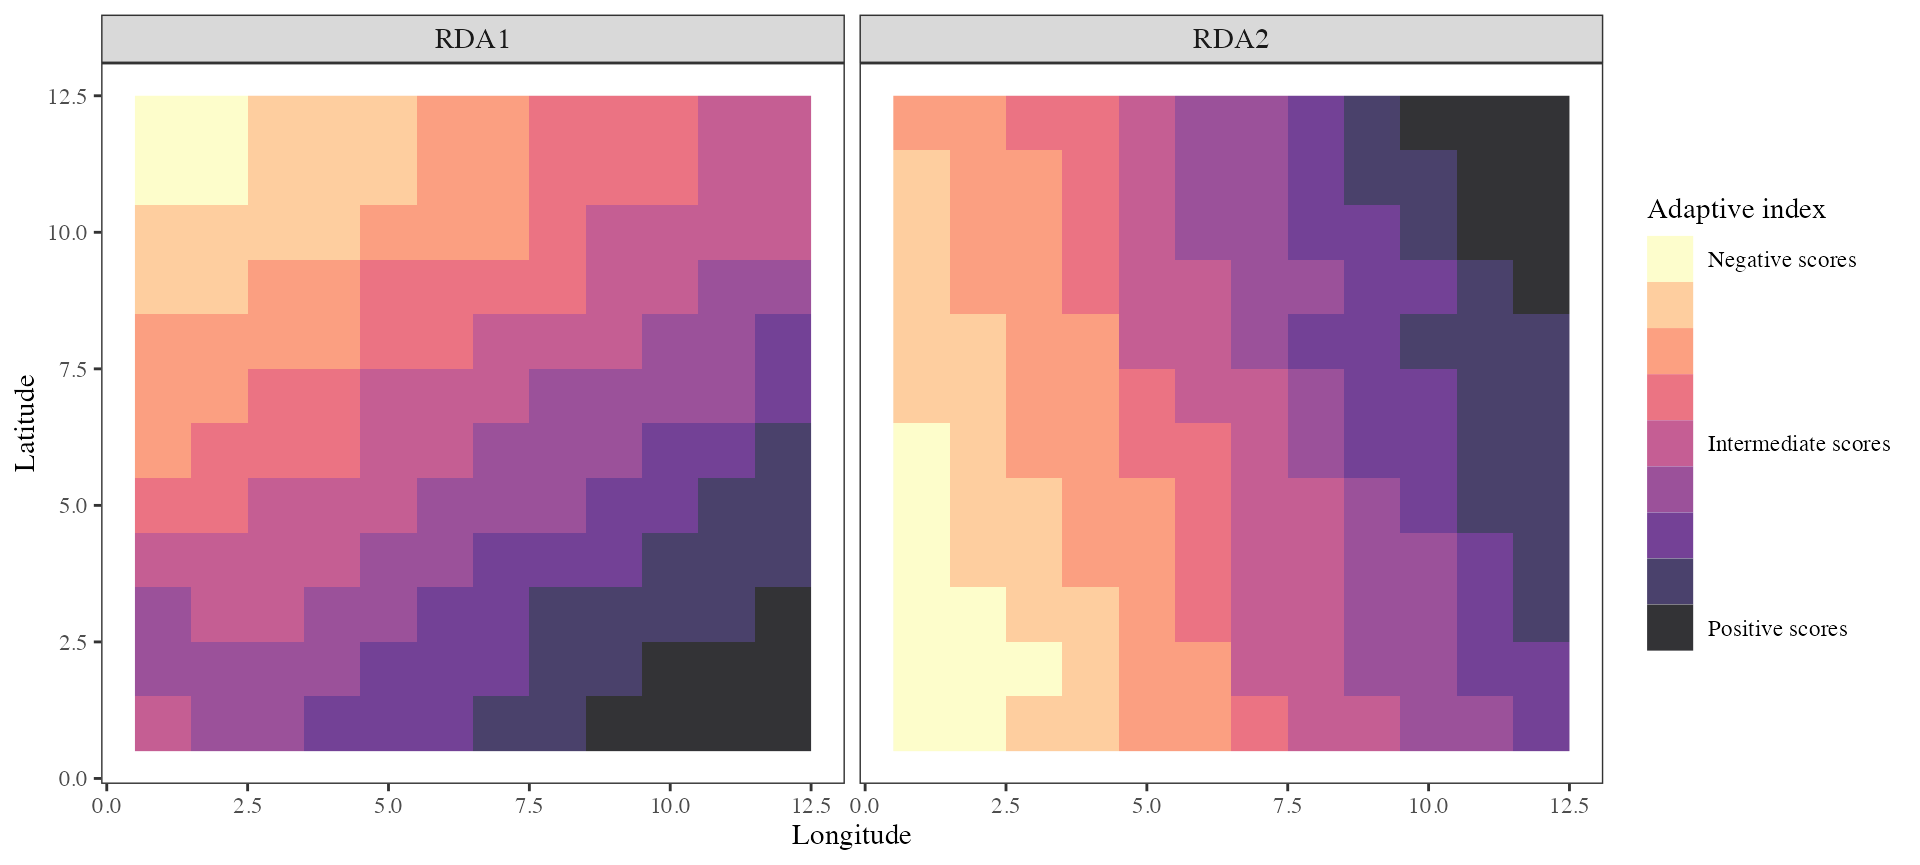 RDA1
RDA2
12.5
10.0
7.5
5.0
2.5
0.0
Latitude
0.0 2.5 5.0 7.5 10.0 12.5
0.0 2.5 5.0 7.5 10.0 12.5
Longitude
Adaptive index
Negative scores
Intermediate scores
Positive scores